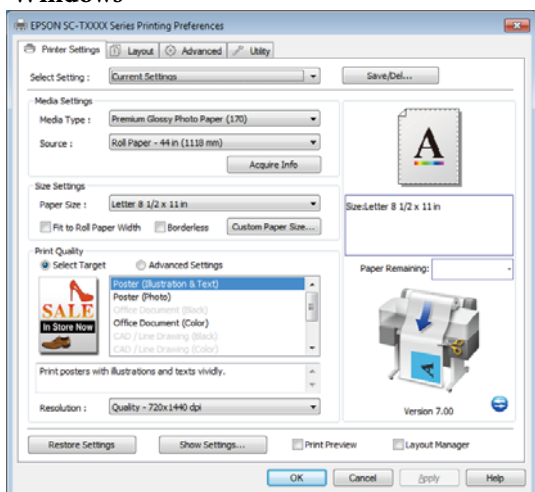 Windows
EPSON SC-TXXXX Series Printing Preferences
Printer Settings Layout Advanced Utility
Select Setting : Current Settings Save/Del...
Media Settings
Media Type : Premium Glossy Photo Paper (170)
Source : Roll Paper - 44 in (1118 mm)
Acquire Info
A
Size Settings
Paper Size : Letter 8 1/2 x 11 in
Size:Letter 8 1/2 x 11 in
Fit to Roll Paper Width Borderless Custom Paper Size...
Print Quality
Select Target Advanced Settings
Paper Remaining: -
SALE
In Store Now
Poster (Illustration & Text)
Poster (Photo)
Office Document (Black)
Office Document (Color)
CAD / Line Drawing (Black)
CAD / Line Drawing (Color)
Print posters with illustrations and texts vividly.
A
Resolution : Quality - 720x1440 dpi
Version 7.00
Restore Settings Show Settings... Print Preview Layout Manager
OK Cancel Apply Help